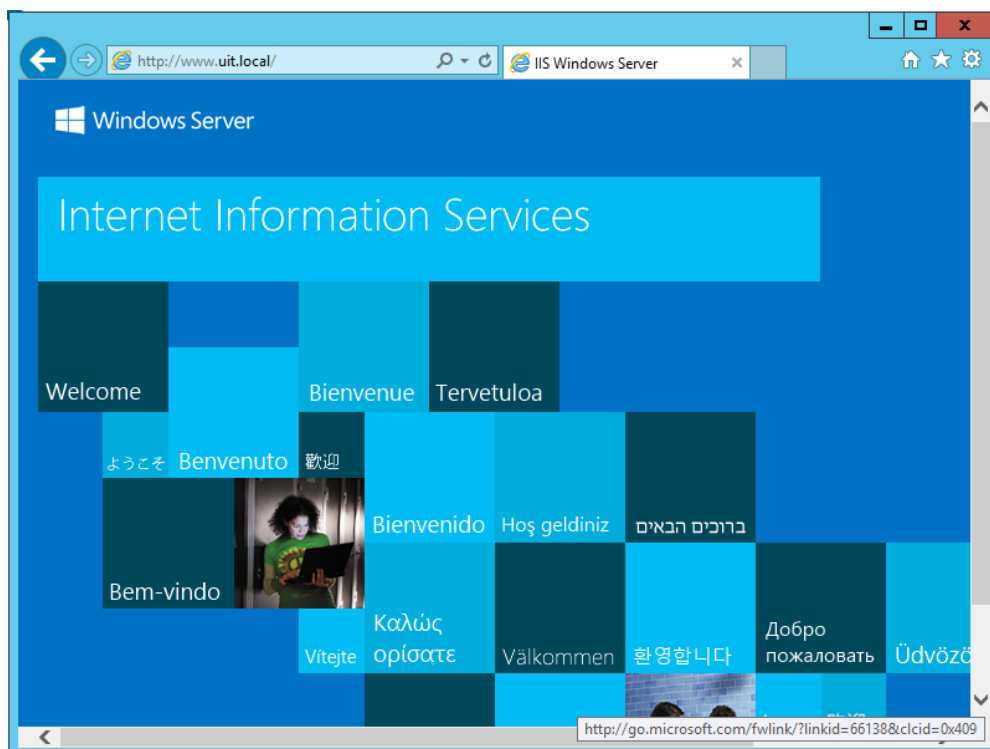 http://www.uit.local/
IIS Windows Server
Windows Server
Internet Information Services
Welcome
Bienvenue
Tervetuloa
ようこそ
Benvenuto
歡迎
Bienvenido
Hoş geldiniz
ברוכים הבאים
Bem-vindo
Vítejte
Καλώς
ορίσατε
Välkommen
환영합니다
Добро
пожаловать
Üdvözö
http://go.microsoft.com/fwlink/?linkid=66138&clcid=0x409